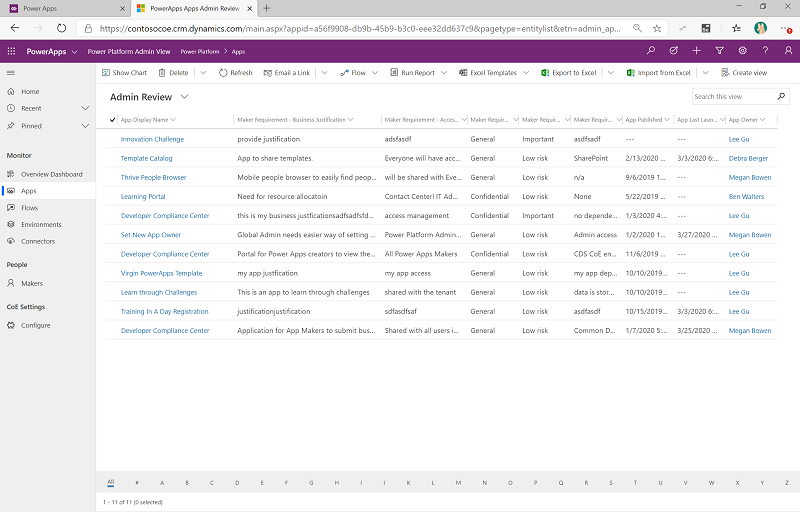 Power Apps
PowerApps Apps Admin Review
https://contosocoe.crm.dynamics.com/main.aspx?appid=a56f9908-db9b-45b9-b3c0-eee32dd637c9&pagetype=entitylist&etn=admin_ap...
PowerApps Power Platform Admin View Power Platform > Apps
Show Chart Delete Refresh Email a Link Flow Run Report Excel Templates Export to Excel Import from Excel Create view
Home
Recent
Pinned
Monitor
Overview Dashboard
Apps
Flows
Environments
Connectors
People
Makers
CoE Settings
Configure
Admin Review
Search this view
App Display Name Maker Requirement - Business Justification Maker Requirement - Acces... Maker Requir... Maker Requir... Maker Requir... App Published App Last Laun... App Owner
Innovation Challenge provide justification adsfasdf General Important asdfsadf --- --- Lee Gu
Template Catalog App to share templates. Everyone will have acc... General Low risk SharePoint 2/13/2020 ... 3/3/2020 6:... Debra Berger
Thrive People Browser Mobile people browser to easily find peop... will be shared with Eve... General Low risk n/a 9/6/2019 1... --- Megan Bowen
Learning Portal Need for resource allocatoin Contact Center! IT Ad... Confidential Low risk None 5/22/2019 ... --- Ben Walters
Developer Compliance Center this is my business justficationsadfsadfsfd... access management Confidential Important no depende... 1/3/2020 4:... --- Lee Gu
Set New App Owner Global Admin needs easier way of setting ... Power Platform Admin... General Low risk Admin access 1/2/2020 1... 3/27/2020 ... Megan Bowen
Developer Compliance Center Portal for Power Apps creators to view the... All Power Apps Makers Confidential Low risk CDS CoE en... 11/6/2019 ... --- Lee Gu
Virgin PowerApps Template my app justfication my app access General Low risk my app dep... 10/10/2019... --- Lee Gu
Learn through Challenges This is an app to learn through challenges shared with the tenant General Low risk data is stor... 10/10/2019... --- Lee Gu
Training In A Day Registration justificationjustification sdfasdfsaf General Low risk asdfasdf 10/15/2019... 3/3/2020 6:... Lee Gu
Developer Compliance Center Application for App Makers to submit bus... Shared with all users i... General Low risk Common D... 1/7/2020 5:... 3/25/2020 ... Megan Bowen
All # A B C D E F G H I J K L M N O P Q R S T U V W X Y Z
1 - 11 of 11 (0 selected)